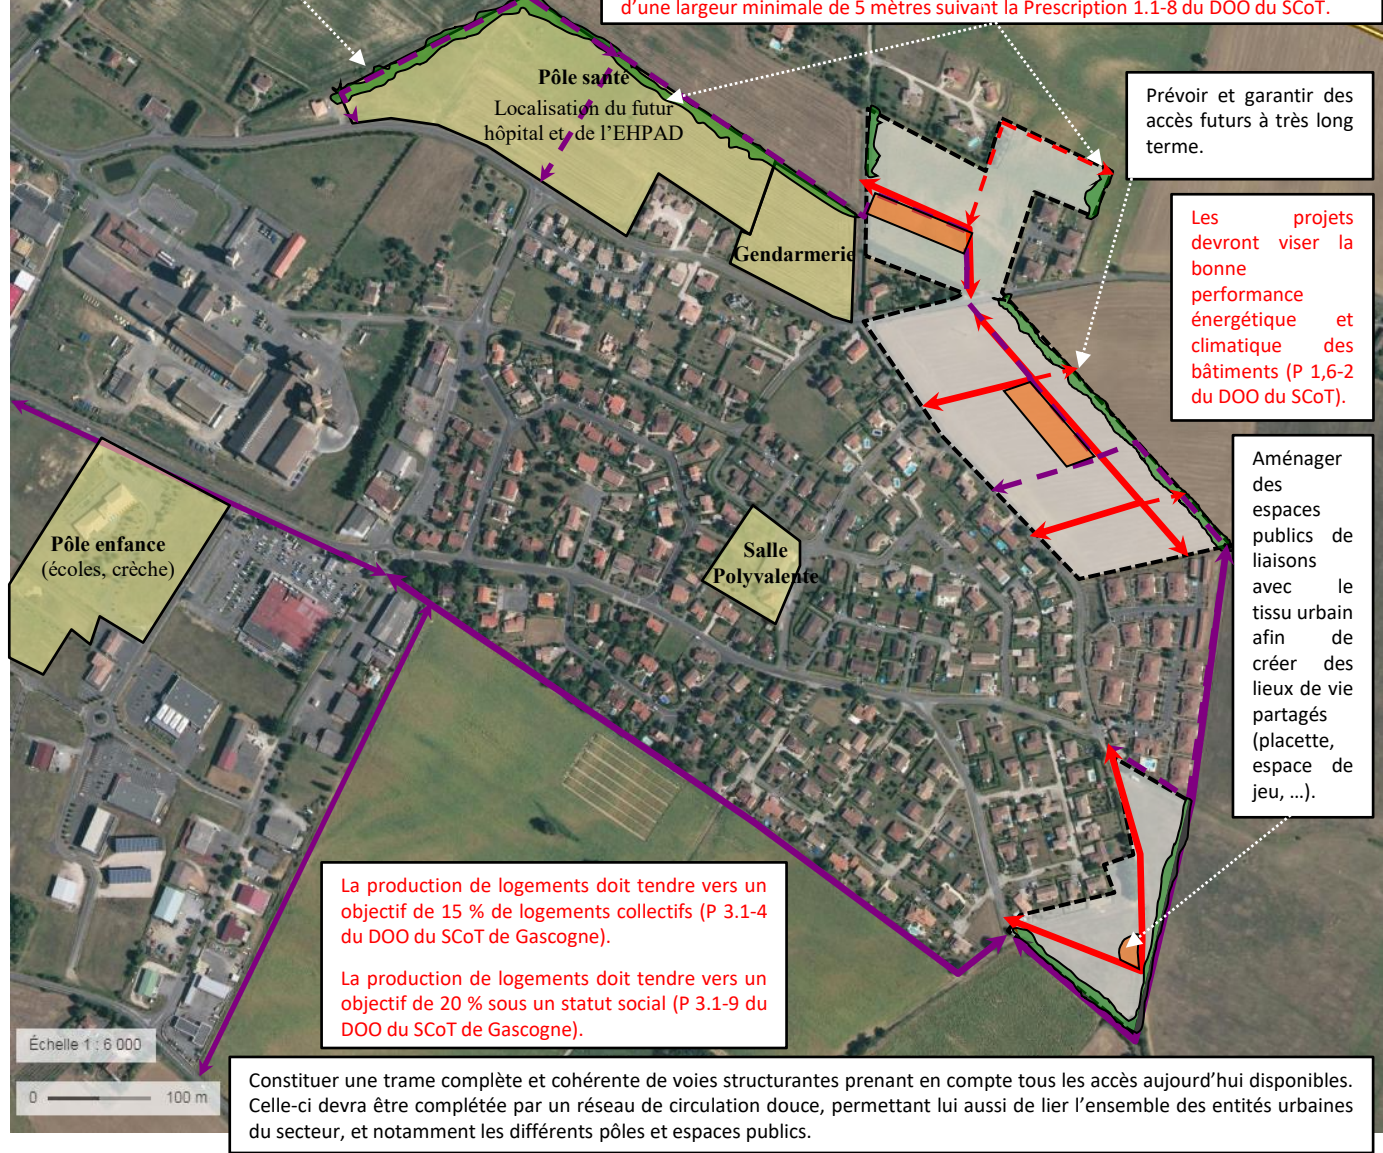 d'une largeur minimale de 5 mètres suivant la Prescription 1.1-8 du DOO du SCoT.
Pôle santé
Localisation du futur
hôpital et de l'EHPAD
Prévoir et garantir des
accès futurs à très long
terme.
Les projets
devront viser la
bonne
performance
énergétique et
climatique des
bâtiments (P 1,6-2
du DOO du SCoT).
Gendarmerie
Aménager
des
espaces
publics de
liaisons
avec le
tissu urbain
afin de
créer des
lieux de vie
partagés
(placette,
espace de
jeu, ...).
Pôle enfance
(écoles, crèche)
Salle
Polyvalente
La production de logements doit tendre vers un
objectif de 15 % de logements collectifs (P 3.1-4
du DOO du SCoT de Gascogne).
La production de logements doit tendre vers un
objectif de 20 % sous un statut social (P 3.1-9 du
DOO du SCoT de Gascogne).
Échelle 1 : 6 000
0 100 m
Constituer une trame complète et cohérente de voies structurantes prenant en compte tous les accès aujourd'hui disponibles.
Celle-ci devra être complétée par un réseau de circulation douce, permettant lui aussi de lier l'ensemble des entités urbaines
du secteur, et notamment les différents pôles et espaces publics.